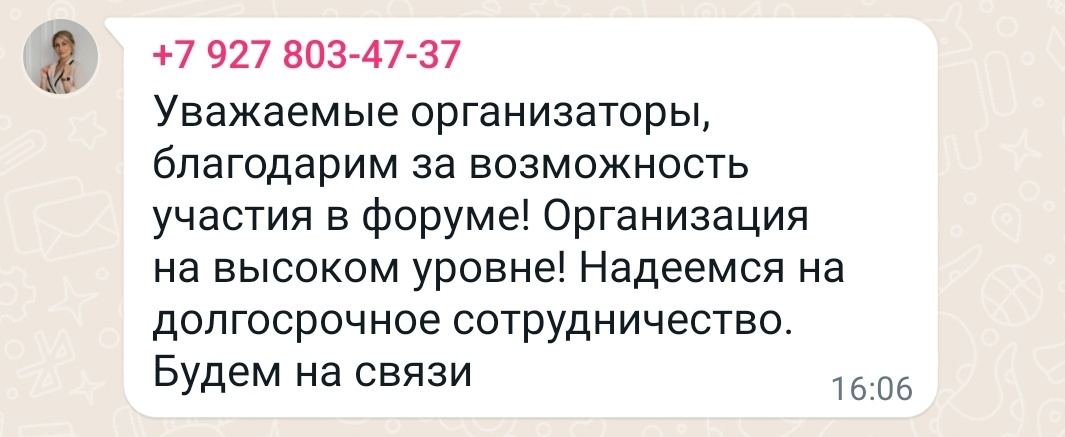 +7 927 803-47-37
Уважаемые организаторы,
благодарим за возможность
участия в форуме! Организация
на высоком уровне! Надеемся на
долгосрочное сотрудничество.
Будем на связи
16:06